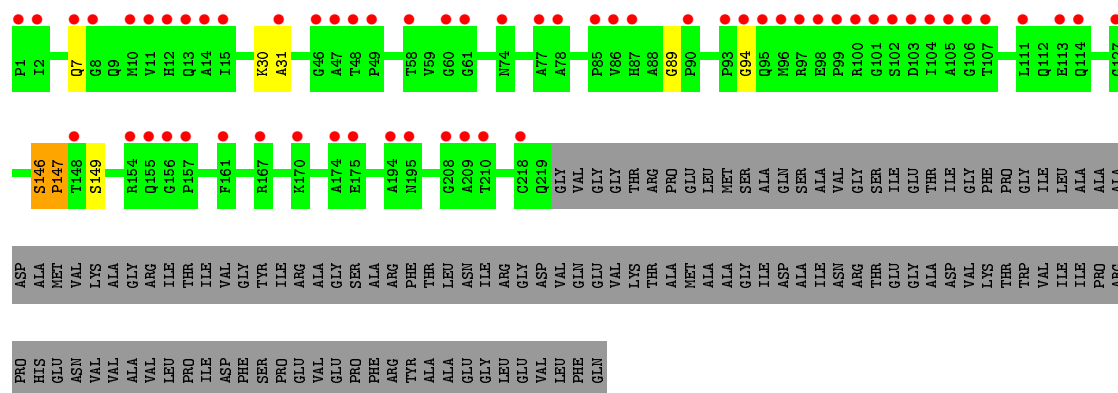 P1 I2 Q7 G8 Q9 M10 V11 H12 Q13 A14 I15 K30 A31 G46 A47 T48 P49 T58 V59 G60 G61 N74 A77 A78 P85 V86 H87 A88 G89 P90 P93 G94 Q95 M96 R97 E98 P99 R100 G101 S102 D103 I104 A105 G106 T107 L111 Q112 E113 Q114
S146 P147 T148 S149 R154 Q155 G156 P157 F161 R167 K170 A174 E175 A194 N195 G208 A209 T210 C218 Q219 GLY VAL GLY GLY THR ARG PRO GLU LEU MET SER ALA GLN SER ALA VAL GLY SER ILE GLU THR ILE GLY PHE PRO GLY ILE LEU ALA ALA ALA
ASP ALA MET VAL LYS ALA GLY ARG ILE THR ILE VAL GLY TYR ILE ARG ALA GLY SER ALA ARG PHE THR LEU ASN ILE ARG GLY ASP VAL GLN GLU VAL LYS THR ALA MET ALA ALA GLY ILE ASP ALA ILE ASN ARG THR GLU GLY ALA ASP VAL LYS THR TRP VAL ILE ILE PRO ARG
PRO HIS GLU ASN VAL VAL ALA VAL LEU PRO ILE ASP PHE SER PRO GLU VAL GLU PRO PHE ARG TYR ALA ALA GLU GLY LEU GLU VAL LEU PHE GLN